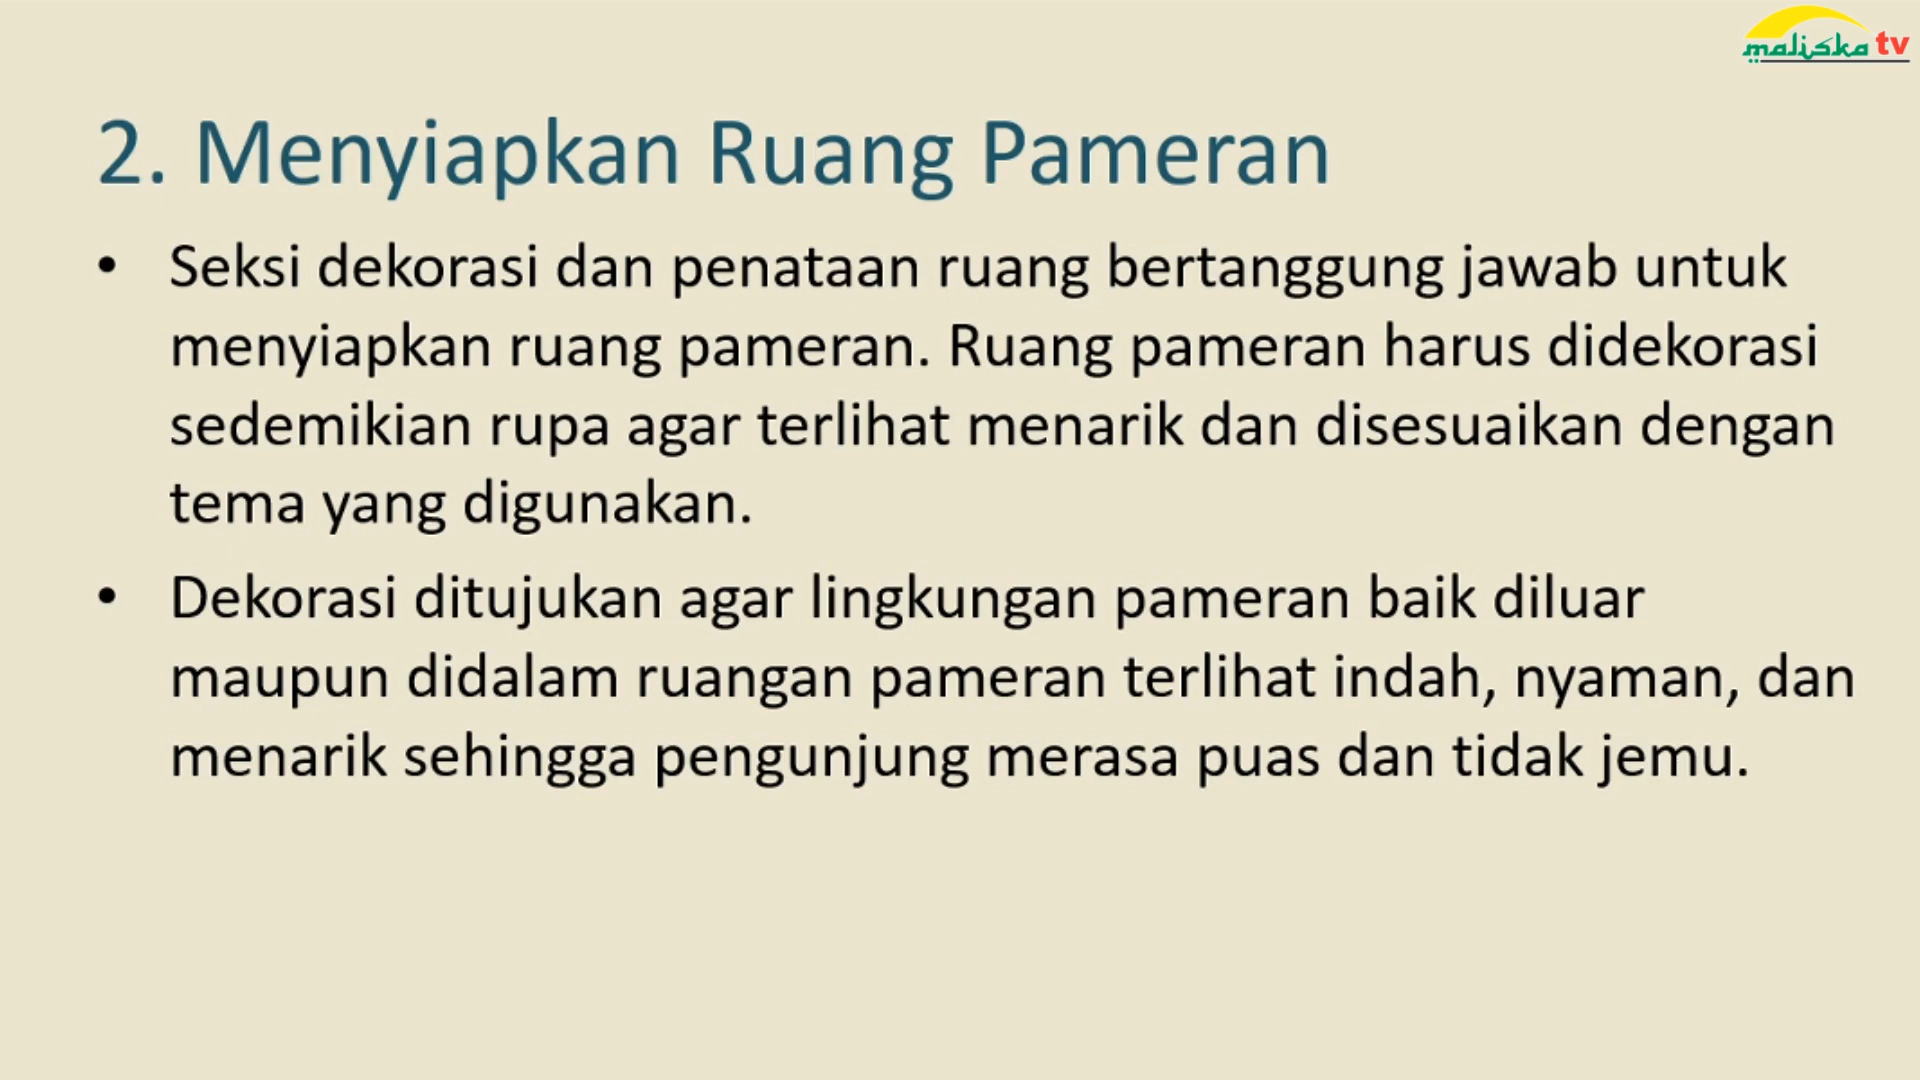 maliska tv
2. Menyiapkan Ruang Pameran
• Seksi dekorasi dan penataan ruang bertanggung jawab untuk
menyiapkan ruang pameran. Ruang pameran harus didekorasi
sedemikian rupa agar terlihat menarik dan disesuaikan dengan
tema yang digunakan.
• Dekorasi ditujukan agar lingkungan pameran baik diluar
maupun didalam ruangan pameran terlihat indah, nyaman, dan
menarik sehingga pengunjung merasa puas dan tidak jemu.